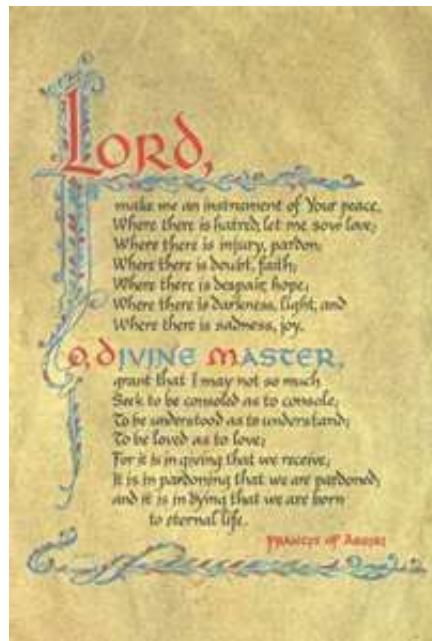 LORD,
make me an instrument of Your peace,
Where there is hatred, let me sow love;
Where there is injury, pardon;
Where there is doubt, faith;
Where there is despair, hope;
Where there is darkness, light, and
Where there is sadness, joy.
O, DIVINE MASTER,
grant that I may not so much
Seek to be consoled as to console;
To be understood as to understand;
To be loved as to love;
For it is in giving that we receive;
It is in pardoning that we are pardoned;
and it is in dying that we are born
to eternal life.
FRANCIS OF ASSISI